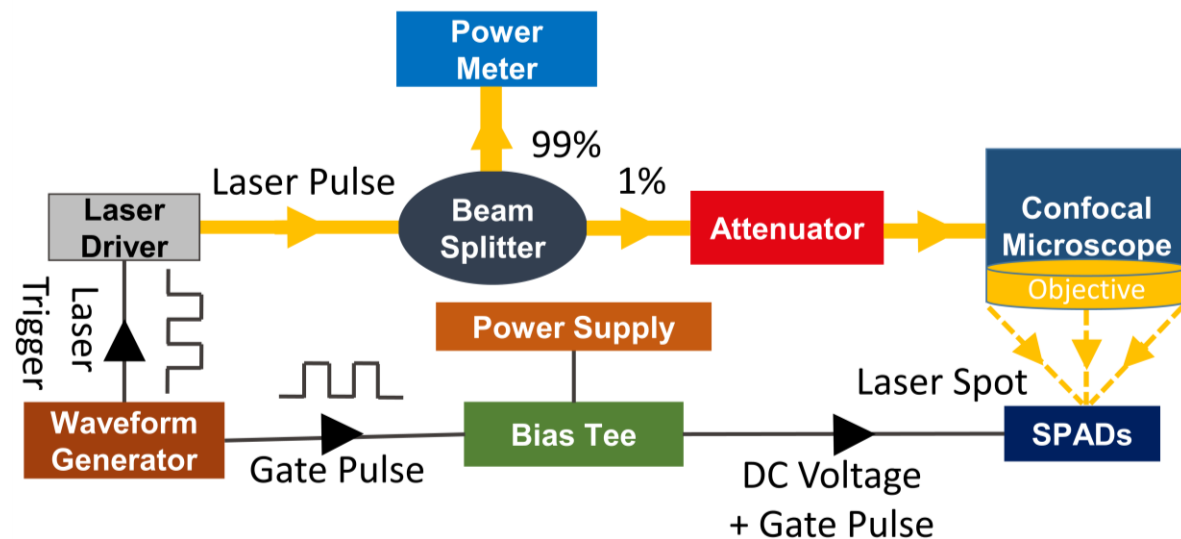 Power
Meter
99%
1%
Laser Pulse
Laser
Driver
Beam
Splitter
Attenuator
Confocal
Microscope
Objective
Laser
Trigger
Power Supply
Laser Spot
Waveform
Generator
Gate Pulse
Bias Tee
SPADs
DC Voltage
+ Gate Pulse